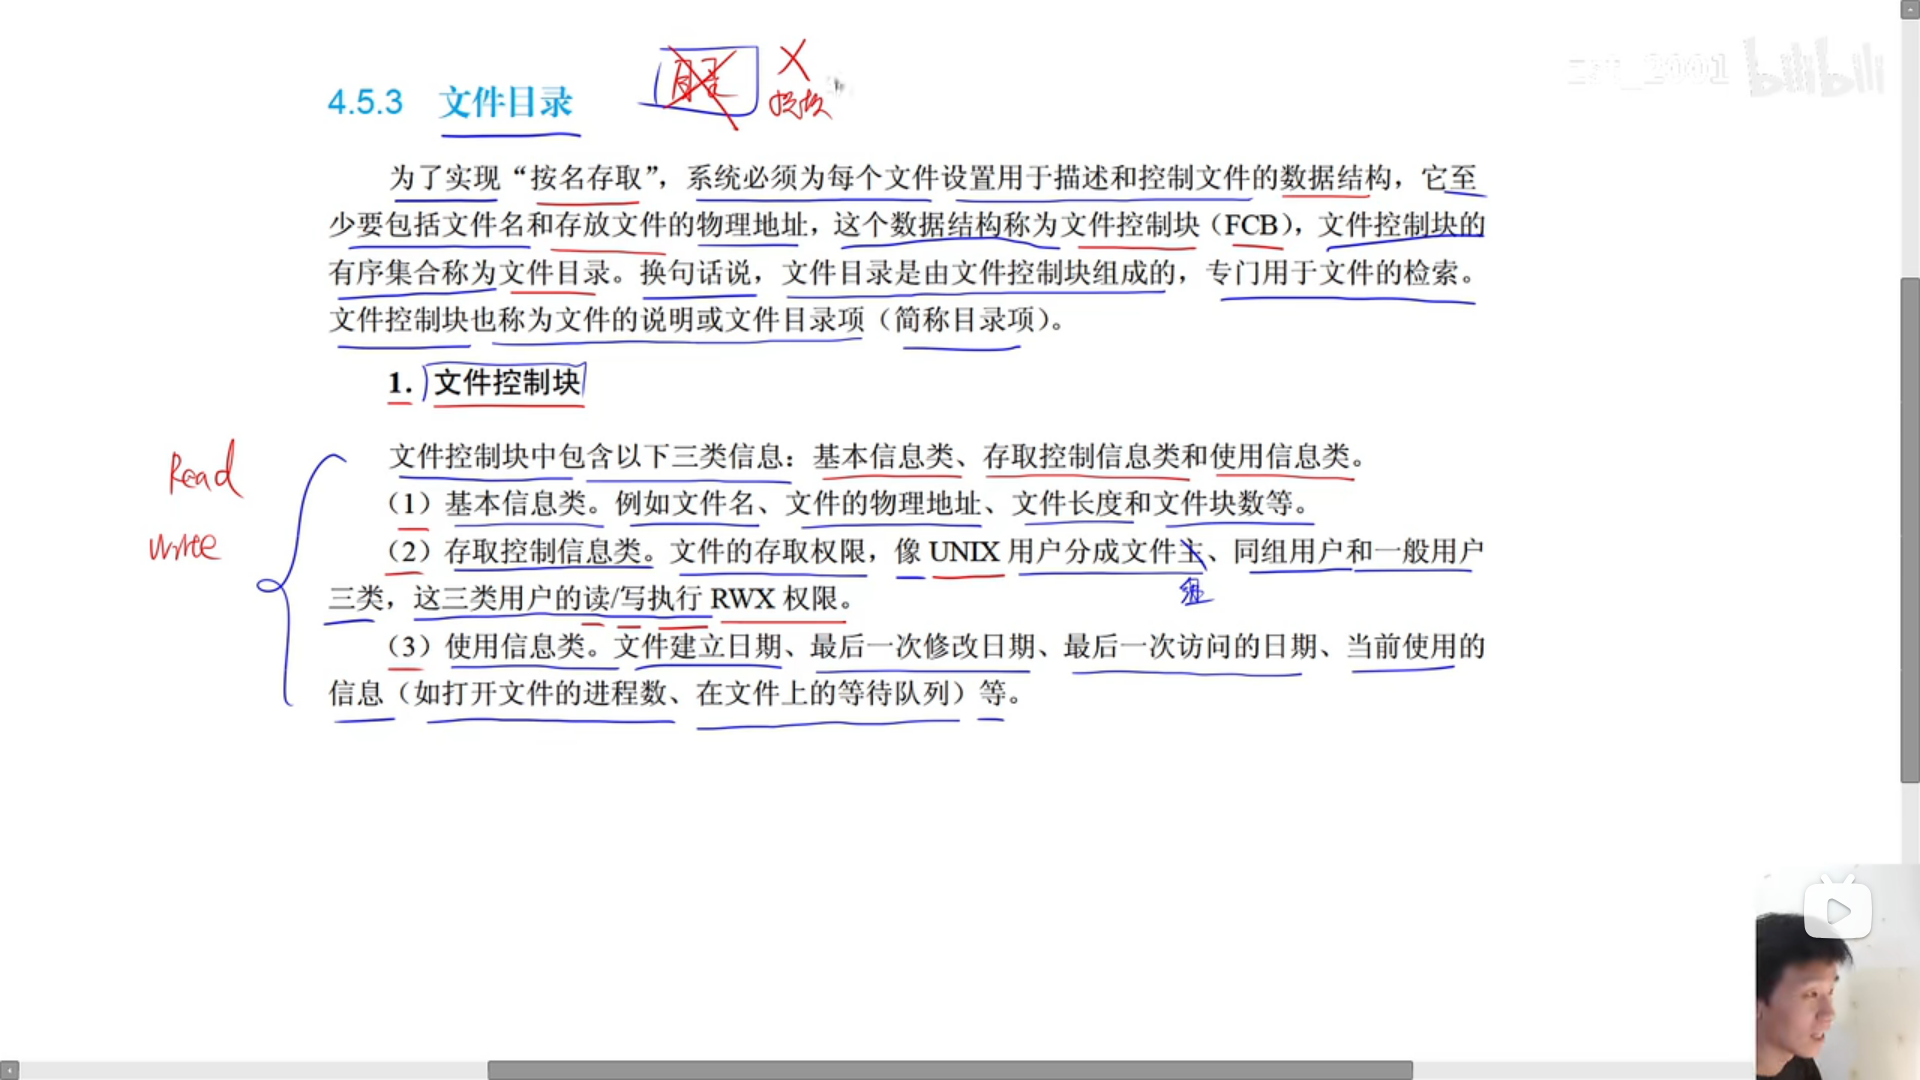 目录 X
损坏
4.5.3 文件目录
bilibili
为了实现“按名存取”，系统必须为每个文件设置用于描述和控制文件的数据结构，它至
少要包括文件名和存放文件的物理地址，这个数据结构称为文件控制块（FCB），文件控制块的
有序集合称为文件目录。换句话说，文件目录是由文件控制块组成的，专门用于文件的检索。
文件控制块也称为文件的说明或文件目录项（简称目录项）。
1. 文件控制块
Read
write
文件控制块中包含以下三类信息：基本信息类、存取控制信息类和使用信息类。
（1）基本信息类。例如文件名、文件的物理地址、文件长度和文件块数等。
（2）存取控制信息类。文件的存取权限，像 UNIX 用户分成文件主、同组用户和一般用户
组
三类，这三类用户的读/写执行 RWX 权限。
（3）使用信息类。文件建立日期、最后一次修改日期、最后一次访问的日期、当前使用的
信息（如打开文件的进程数、在文件上的等待队列）等。